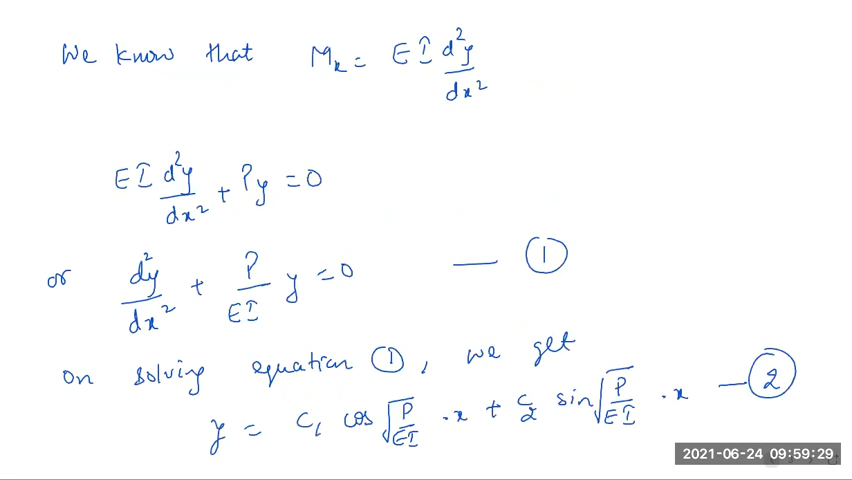 We know that Mx = EI d²y/dx²
EI d²y/dx² + Py = 0
or d²y/dx² + P/EI y = 0 — ①
On solving equation ①, we get
y = C₁ cos √(P/EI) . x + C₂ sin √(P/EI) . x — ②
2021-06-24 09:59:29